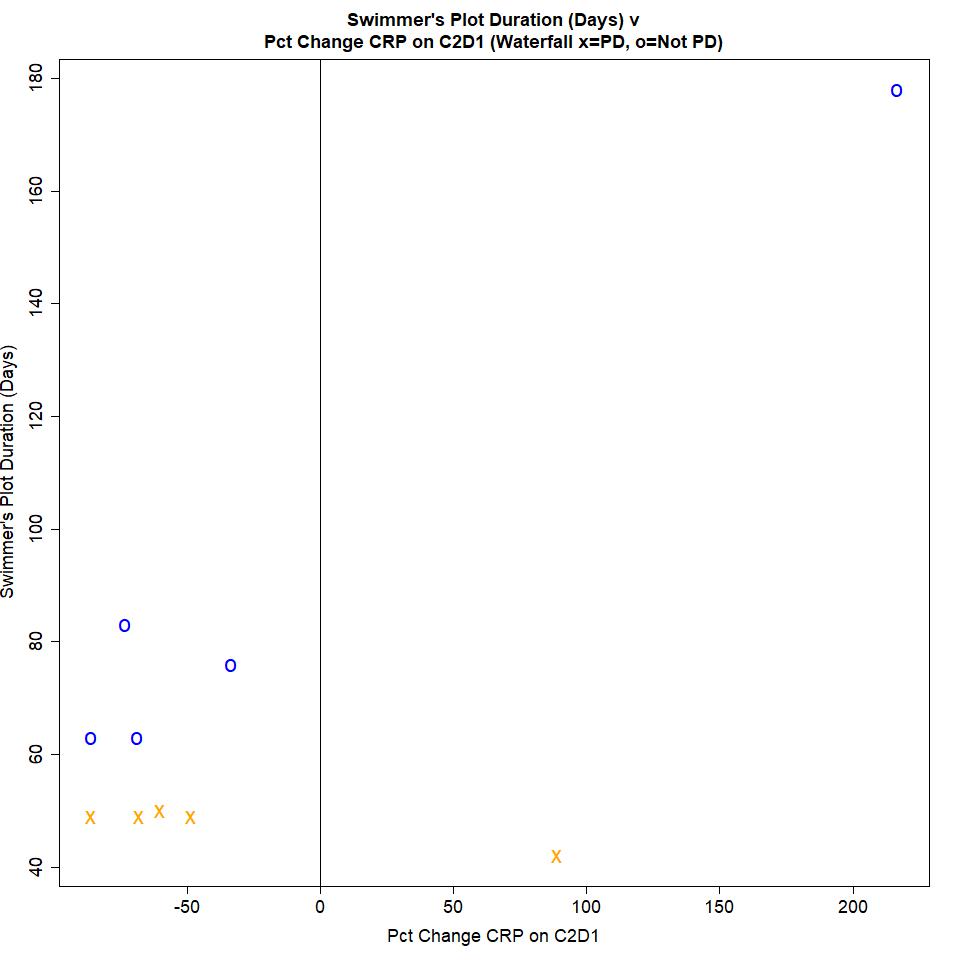 Swimmer's Plot Duration (Days) v
Pct Change CRP on C2D1 (Waterfall x=PD, o=Not PD)
Swimmer's Plot Duration (Days)
180
160
140
120
100
80
60
40
o
o
o
o
o
x
x
x
x
x
-50
0
50
100
150
200
Pct Change CRP on C2D1